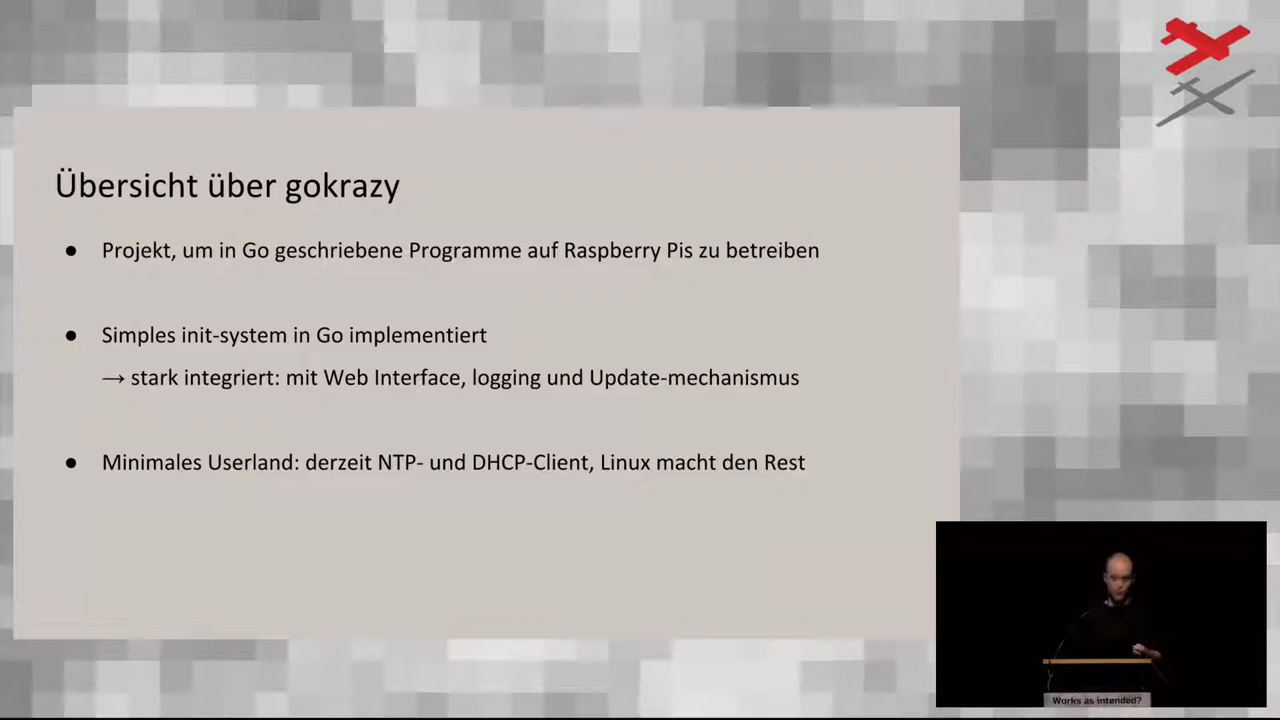 Übersicht über gokrazy
● Projekt, um in Go geschriebene Programme auf Raspberry Pis zu betreiben
● Simples init-system in Go implementiert
→ stark integriert: mit Web Interface, logging und Update-mechanismus
● Minimales Userland: derzeit NTP- und DHCP-Client, Linux macht den Rest
Works as intended?